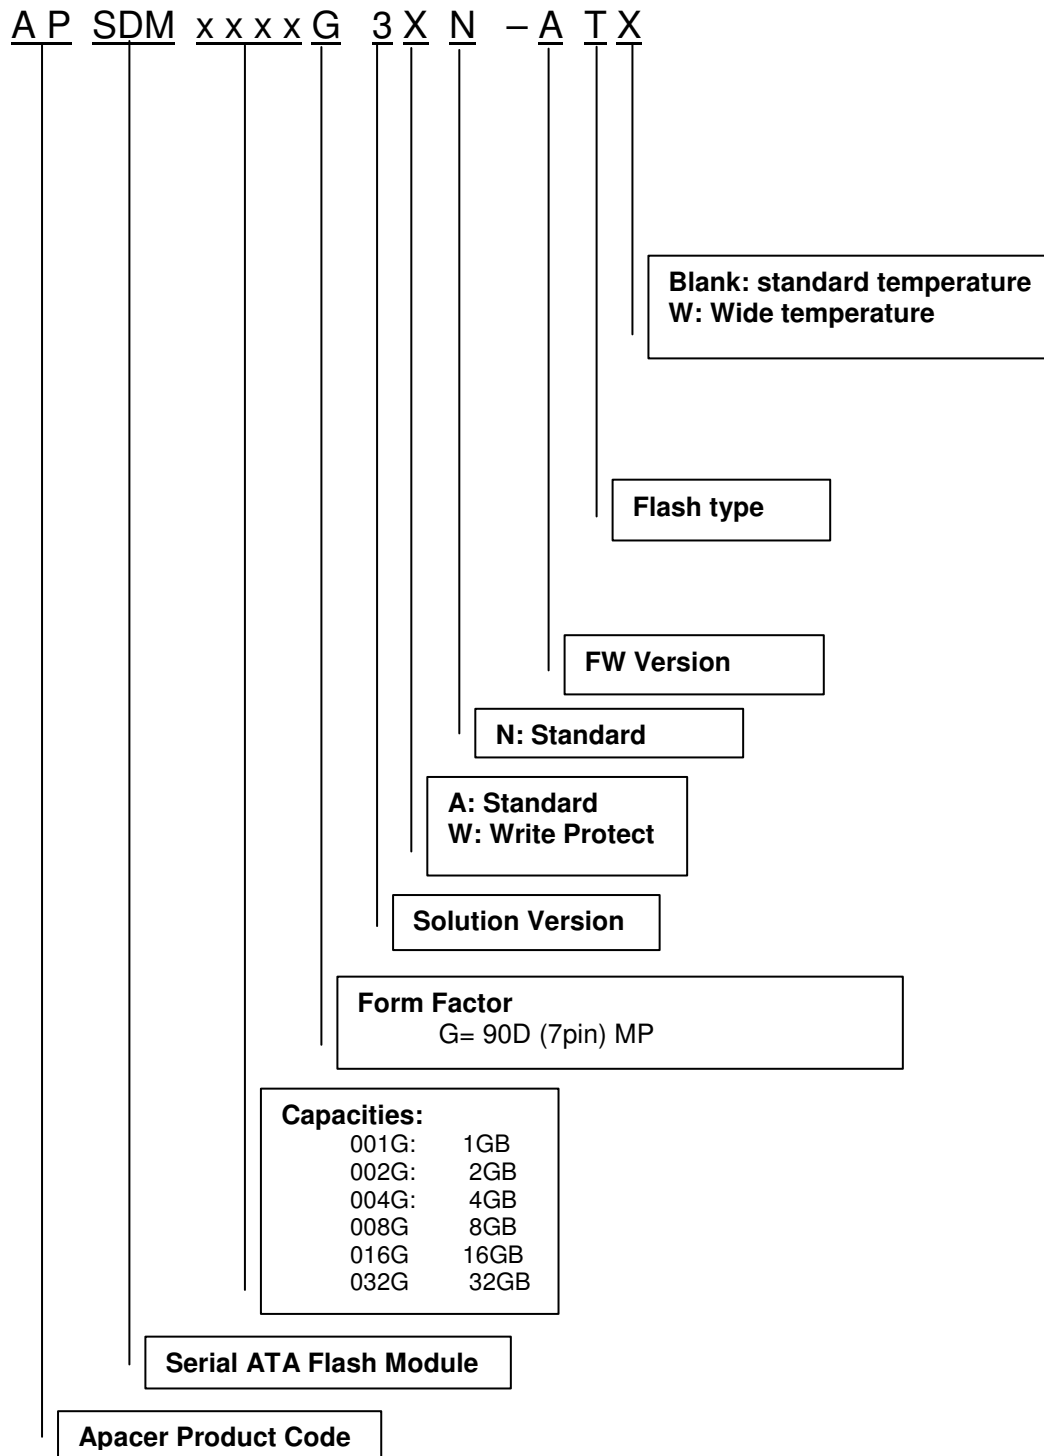 A P SDM x x x x G 3 X N – A T X
Blank: standard temperature
W: Wide temperature
Flash type
FW Version
N: Standard
A: Standard
W: Write Protect
Solution Version
Form Factor
G= 90D (7pin) MP
Capacities:
001G: 1GB
002G: 2GB
004G: 4GB
008G 8GB
016G 16GB
032G 32GB
Serial ATA Flash Module
Apacer Product Code